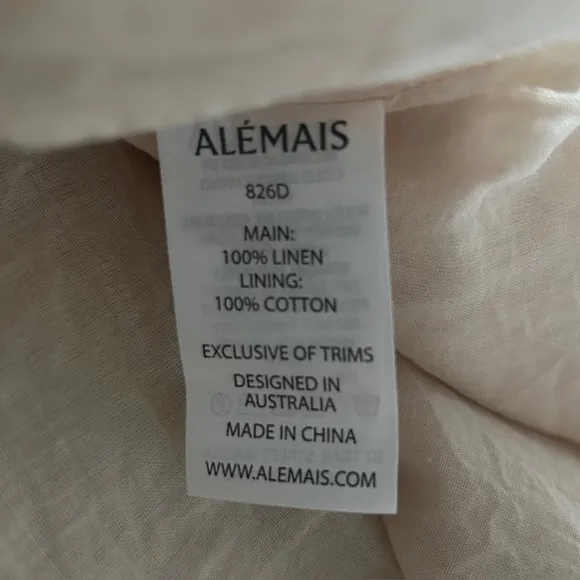 ALÉMAIS
826D
MAIN:
100% LINEN
LINING:
100% COTTON
EXCLUSIVE OF TRIMS
DESIGNED IN
AUSTRALIA
MADE IN CHINA
WWW.ALEMAIS.COM